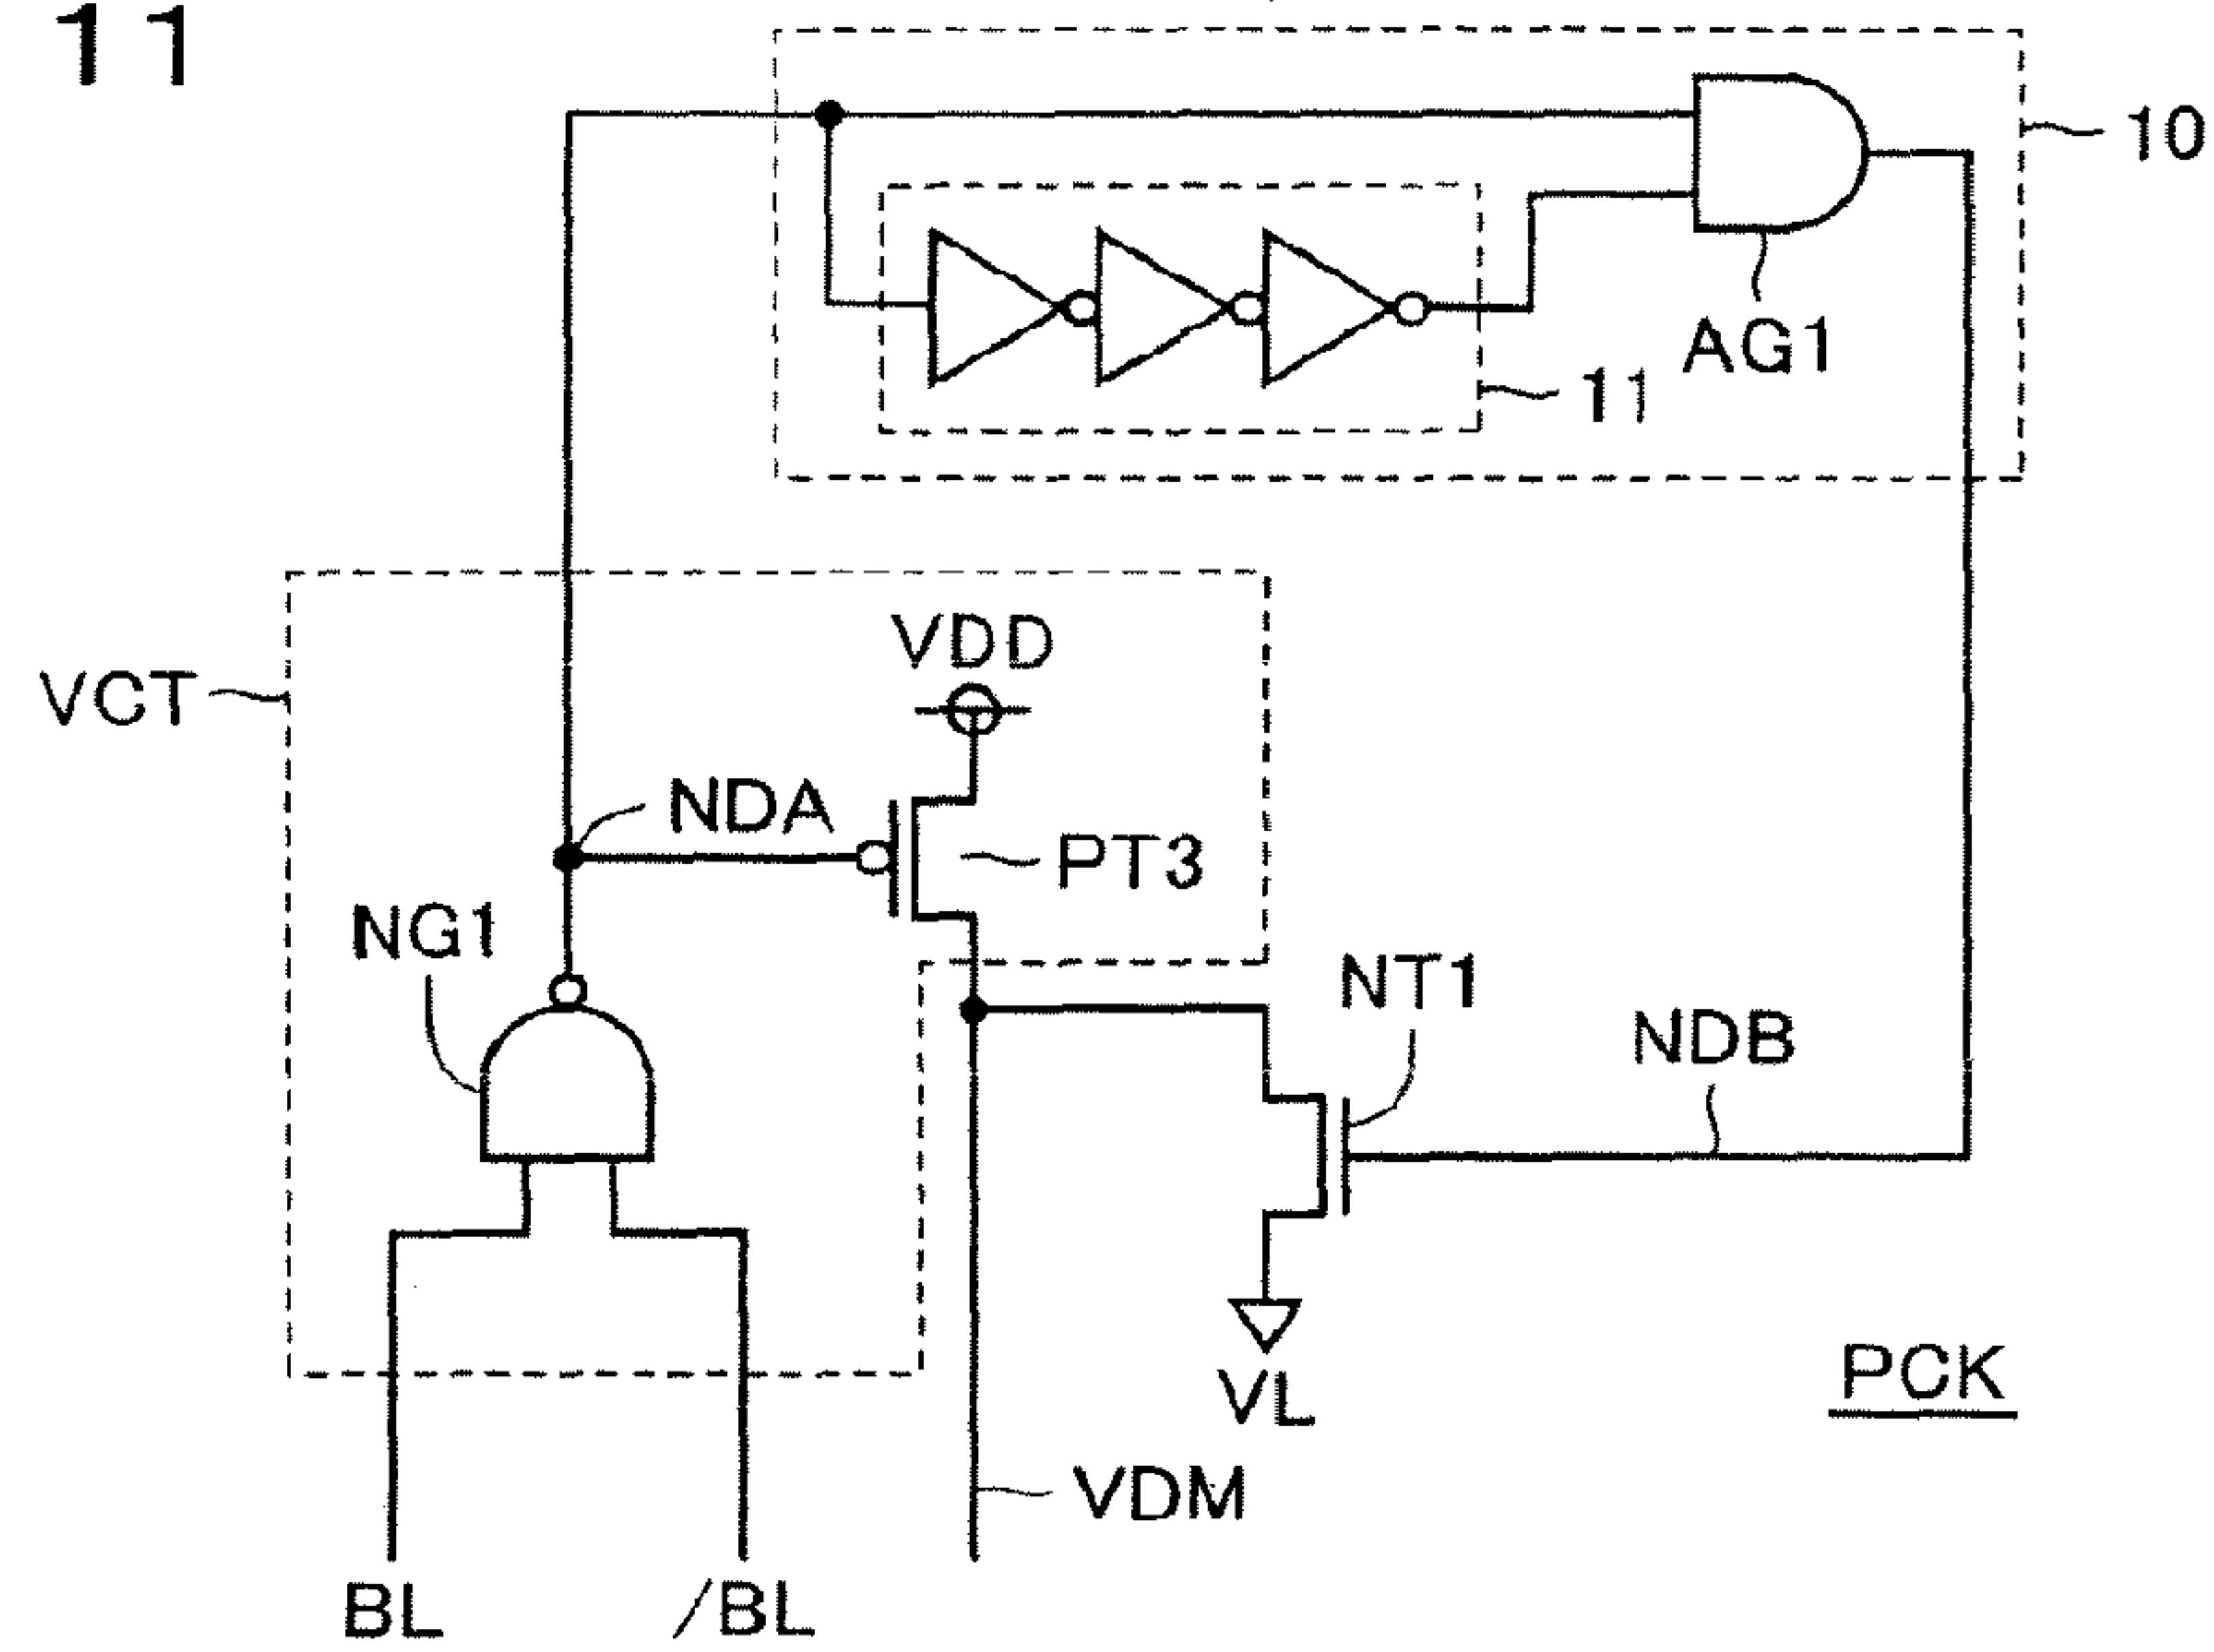 11
10
AG1
11
VDD
VCT
NDA
PT3
NG1
NT1
NDB
PCK
VL
VDM
BL
/BL